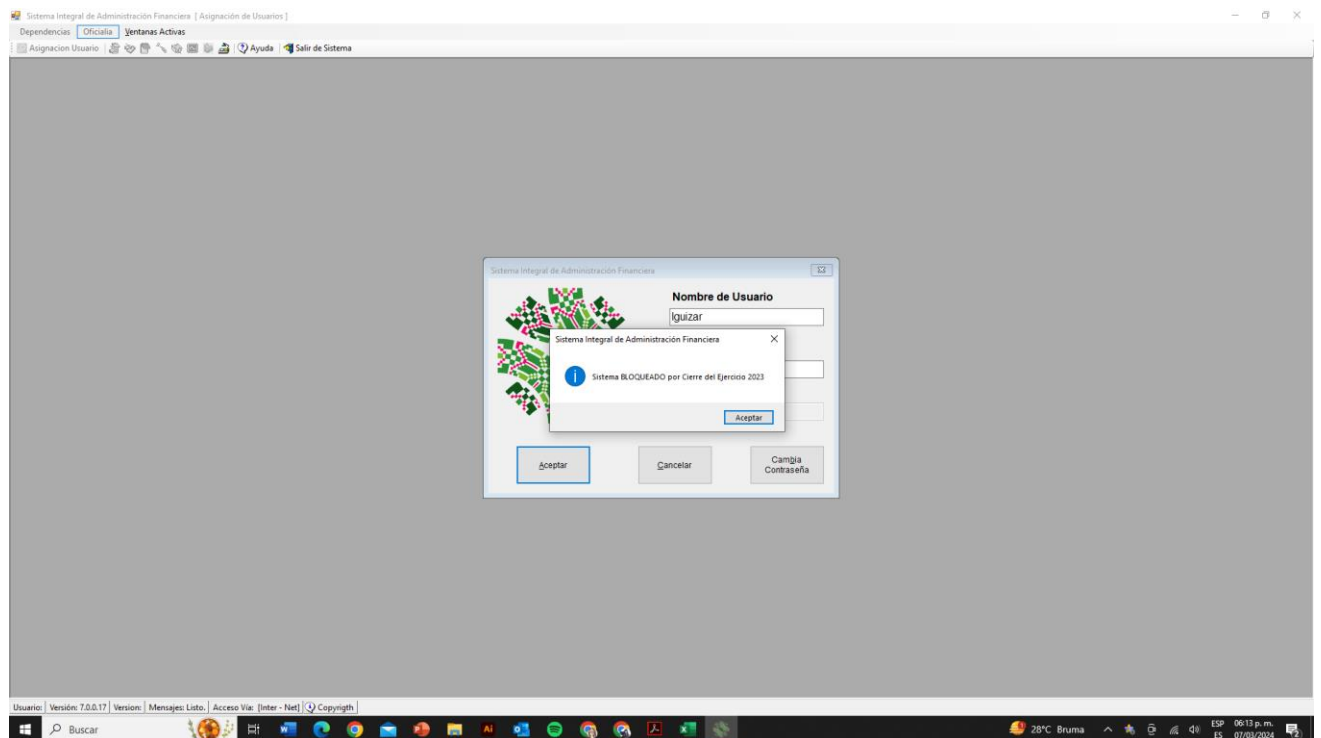 Sistema Integral de Administración Financiera [ Asignación de Usuarios ]
Dependencias Oficialia Ventanas Activas
Asignacion Usuario Ayuda Salir de Sistema
Sistema Integral de Administración Financiera
Nombre de Usuario
lguizar
Sistema Integral de Administración Financiera
Sistema BLOQUEADO por Cierre del Ejercicio 2023
Aceptar
Aceptar Cancelar Cambia Contraseña
Usuario: Versión: 7.0.0.17 Version: Mensajes: Listo. Acceso Vía: [Inter - Net] Copyrigth
Buscar 28°C Bruma ESP 06:13 p. m.
ES 07/03/2024